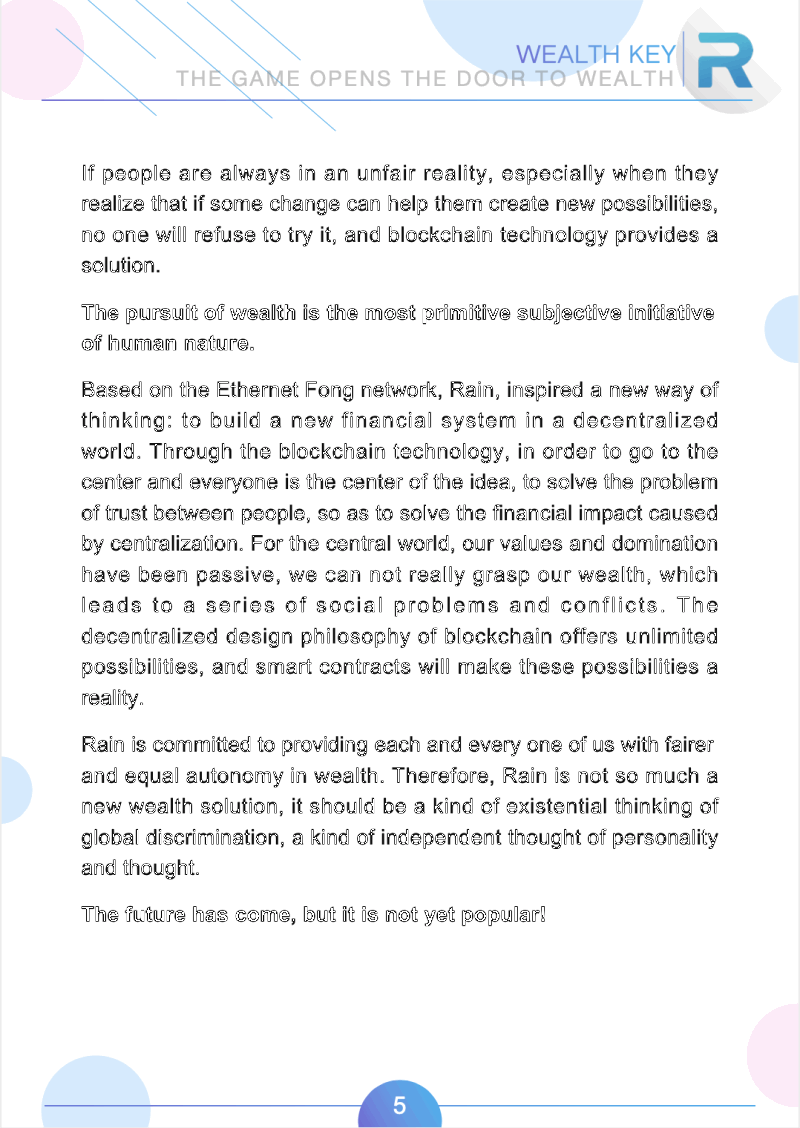 WEALTH KEY
THE GAME OPENS THE DOOR TO WEALTH
R
If people are always in an unfair reality, especially when they
realize that if some change can help them create new possibilities,
no one will refuse to try it, and blockchain technology provides a
solution.
The pursuit of wealth is the most primitive subjective initiative
of human nature.
Based on the Ethernet Fong network, Rain, inspired a new way of
thinking: to build a new financial system in a decentralized
world. Through the blockchain technology, in order to go to the
center and everyone is the center of the idea, to solve the problem
of trust between people, so as to solve the financial impact caused
by centralization. For the central world, our values and domination
have been passive, we can not really grasp our wealth, which
leads to a series of social problems and conflicts. The
decentralized design philosophy of blockchain offers unlimited
possibilities, and smart contracts will make these possibilities a
reality.
Rain is committed to providing each and every one of us with fairer
and equal autonomy in wealth. Therefore, Rain is not so much a
new wealth solution, it should be a kind of existential thinking of
global discrimination, a kind of independent thought of personality
and thought.
The future has come, but it is not yet popular!
5